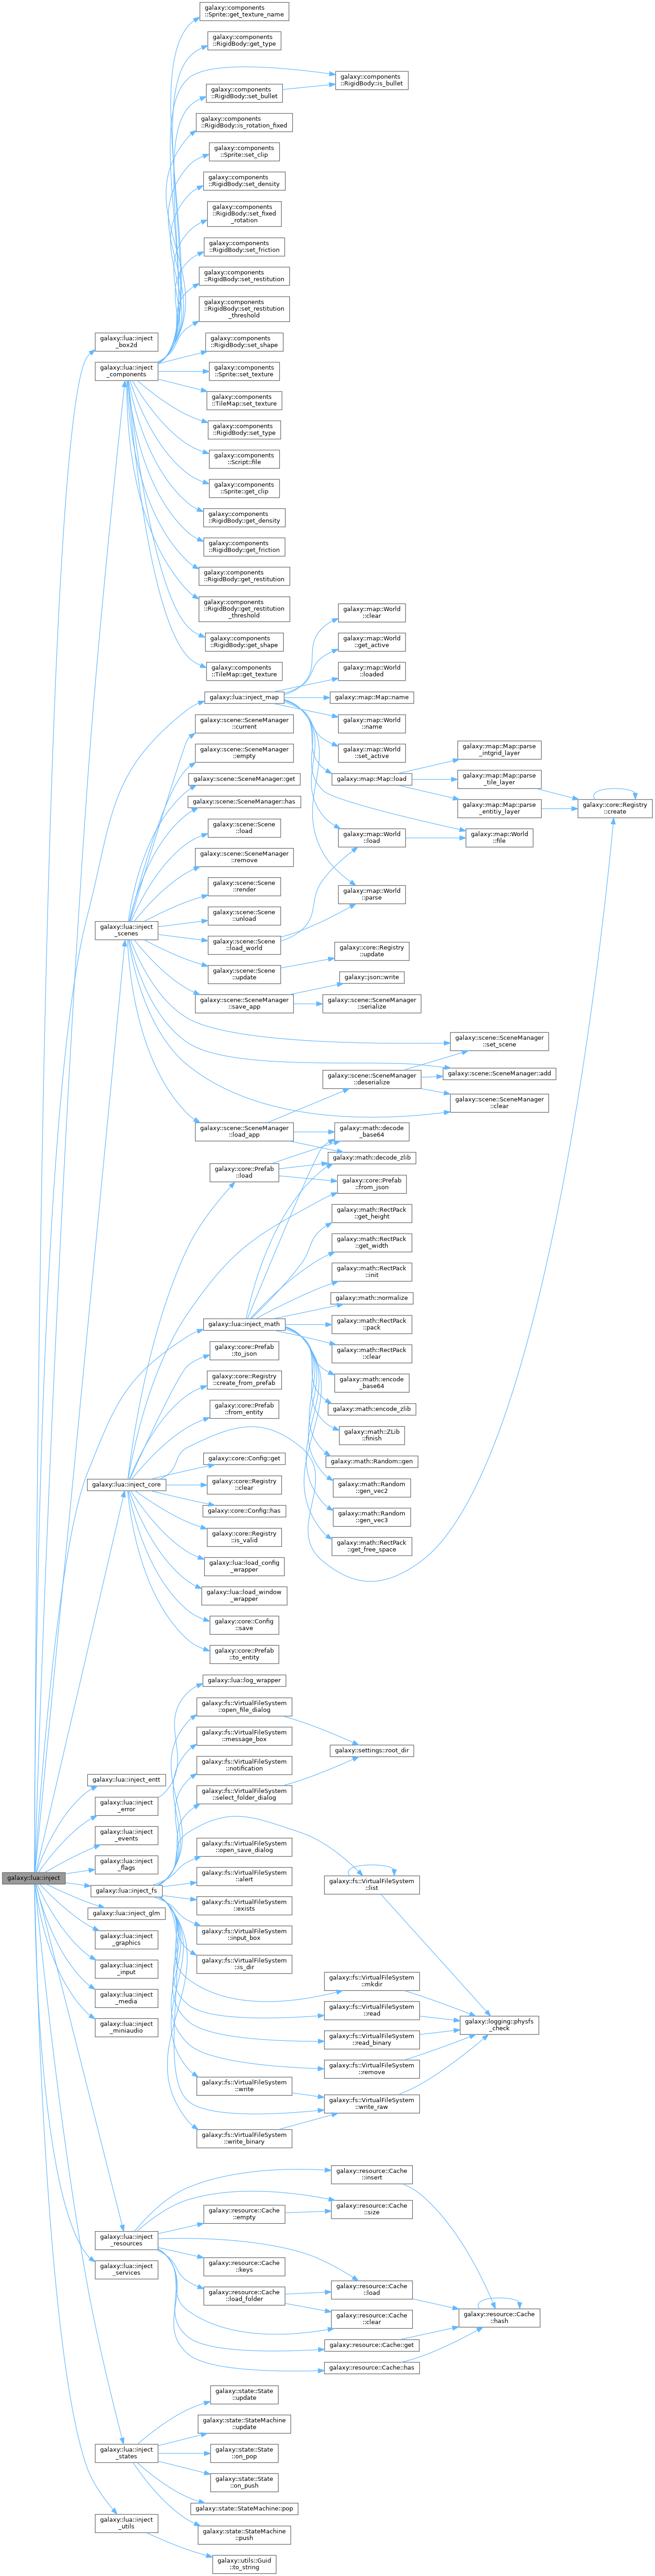 galaxy::components
::Sprite::get_texture_name
galaxy::components
::RigidBody::get_type
galaxy::components
::RigidBody::is_bullet
galaxy::components
::RigidBody::set_bullet
galaxy::components
::RigidBody::is_rotation_fixed
galaxy::components
::Sprite::set_clip
galaxy::components
::RigidBody::set_density
galaxy::components
::RigidBody::set_fixed
_rotation
galaxy::components
::RigidBody::set_friction
galaxy::components
::RigidBody::set_restitution
galaxy::components
::RigidBody::set_restitution
_threshold
galaxy::lua::inject
_box2d
galaxy::components
::RigidBody::set_shape
galaxy::lua::inject
_components
galaxy::components
::Sprite::set_texture
galaxy::components
::TileMap::set_texture
galaxy::components
::RigidBody::set_type
galaxy::components
::Script::file
galaxy::components
::Sprite::get_clip
galaxy::components
::RigidBody::get_density
galaxy::components
::RigidBody::get_friction
galaxy::components
::RigidBody::get_restitution
galaxy::components
::RigidBody::get_restitution
_threshold
galaxy::components
::RigidBody::get_shape
galaxy::components
::TileMap::get_texture
galaxy::map::World
::clear
galaxy::map::World
::get_active
galaxy::map::World
::loaded
galaxy::lua::inject_map
galaxy::map::Map::name
galaxy::map::World
::name
galaxy::map::World
::set_active
galaxy::map::Map::load
galaxy::map::Map::parse
_intgrid_layer
galaxy::map::Map::parse
_tile_layer
galaxy::map::Map::parse
_entitiy_layer
galaxy::core::Registry
::create
galaxy::map::World
::load
galaxy::map::World
::file
galaxy::map::World
::parse
galaxy::scene::SceneManager
::current
galaxy::scene::SceneManager
::empty
galaxy::scene::SceneManager::get
galaxy::scene::SceneManager::has
galaxy::scene::Scene
::load
galaxy::scene::SceneManager
::remove
galaxy::scene::Scene
::render
galaxy::scene::Scene
::unload
galaxy::lua::inject
_scenes
galaxy::scene::Scene
::load_world
galaxy::scene::Scene
::update
galaxy::core::Registry
::update
galaxy::scene::SceneManager
::save_app
galaxy::json::write
galaxy::scene::SceneManager
::serialize
galaxy::scene::SceneManager
::set_scene
galaxy::scene::SceneManager::add
galaxy::scene::SceneManager
::clear
galaxy::scene::SceneManager
::deserialize
galaxy::scene::SceneManager
::load_app
galaxy::math::decode
_base64
galaxy::math::decode_zlib
galaxy::core::Prefab
::load
galaxy::core::Prefab
::from_json
galaxy::math::RectPack
::get_height
galaxy::math::RectPack
::get_width
galaxy::math::RectPack
::init
galaxy::math::normalize
galaxy::lua::inject_math
galaxy::math::RectPack
::pack
galaxy::math::RectPack
::clear
galaxy::math::encode
_base64
galaxy::math::encode_zlib
galaxy::math::ZLib
::finish
galaxy::math::Random::gen
galaxy::math::Random
::gen_vec2
galaxy::math::Random
::gen_vec3
galaxy::math::RectPack
::get_free_space
galaxy::core::Prefab
::to_json
galaxy::core::Registry
::create_from_prefab
galaxy::core::Prefab
::from_entity
galaxy::lua::inject_core
galaxy::core::Config::get
galaxy::core::Registry
::clear
galaxy::core::Config::has
galaxy::core::Registry
::is_valid
galaxy::lua::load_config
_wrapper
galaxy::lua::load_window
_wrapper
galaxy::core::Config
::save
galaxy::core::Prefab
::to_entity
galaxy::lua::log_wrapper
galaxy::fs::VirtualFileSystem
::open_file_dialog
galaxy::fs::VirtualFileSystem
::message_box
galaxy::settings::root_dir
galaxy::fs::VirtualFileSystem
::notification
galaxy::fs::VirtualFileSystem
::select_folder_dialog
galaxy::lua::inject_entt
galaxy::lua::inject
_error
galaxy::lua::inject
_events
galaxy::lua::inject
_flags
galaxy::lua::inject
galaxy::lua::inject_fs
galaxy::fs::VirtualFileSystem
::open_save_dialog
galaxy::fs::VirtualFileSystem
::alert
galaxy::fs::VirtualFileSystem
::list
galaxy::fs::VirtualFileSystem
::exists
galaxy::fs::VirtualFileSystem
::input_box
galaxy::fs::VirtualFileSystem
::is_dir
galaxy::lua::inject_glm
galaxy::lua::inject
_graphics
galaxy::lua::inject
_input
galaxy::lua::inject
_media
galaxy::lua::inject
_miniaudio
galaxy::fs::VirtualFileSystem
::mkdir
galaxy::fs::VirtualFileSystem
::read
galaxy::logging::physfs
_check
galaxy::fs::VirtualFileSystem
::read_binary
galaxy::fs::VirtualFileSystem
::remove
galaxy::fs::VirtualFileSystem
::write
galaxy::fs::VirtualFileSystem
::write_raw
galaxy::fs::VirtualFileSystem
::write_binary
galaxy::resource::Cache
::insert
galaxy::resource::Cache
::empty
galaxy::resource::Cache
::size
galaxy::lua::inject
_resources
galaxy::lua::inject
_services
galaxy::resource::Cache
::keys
galaxy::resource::Cache
::load_folder
galaxy::resource::Cache
::load
galaxy::resource::Cache
::clear
galaxy::resource::Cache
::hash
galaxy::resource::Cache::get
galaxy::resource::Cache::has
galaxy::state::State
::update
galaxy::state::StateMachine
::update
galaxy::lua::inject
_states
galaxy::state::State
::on_pop
galaxy::state::State
::on_push
galaxy::state::StateMachine::pop
galaxy::state::StateMachine
::push
galaxy::lua::inject
_utils
galaxy::utils::Guid
::to_string